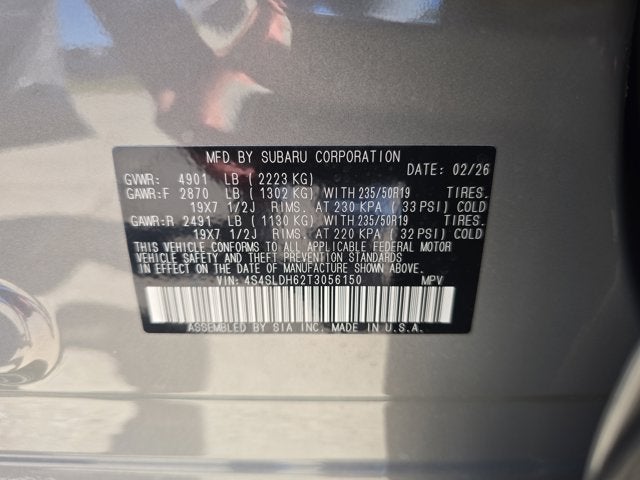 MFD. BY SUBARU CORPORATION
DATE: 02/26
GVWR: 4901 LB ( 2223 KG)
GAWR:F 2870 LB ( 1302 KG) WITH 235/50R19 TIRES.
19X7 1/2J RIMS. AT 230 KPA ( 33 PSI) COLD
GAWR:R 2491 LB ( 1130 KG) WITH 235/50R19 TIRES.
19X7 1/2J RIMS. AT 220 KPA ( 32 PSI) COLD
THIS VEHICLE CONFORMS TO ALL APPLICABLE FEDERAL MOTOR
VEHICLE SAFETY AND THEFT PREVENTION STANDARDS
IN EFFECT ON THE DATE OF MANUFACTURE SHOWN ABOVE.
VIN: 4S4SLDH62T3056150 MPV
ASSEMBLED BY SIA INC. MADE IN U.S.A.